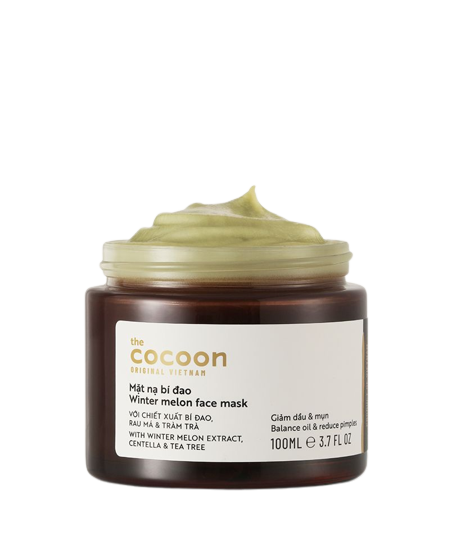 the
cocoon
ORIGINAL VIETNAM
Mặt nạ bí đao
Winter melon face mask
VỚI CHIẾT XUẤT BÍ ĐAO,
RAU MÁ & TRÀM TRÀ
WITH WINTER MELON EXTRACT,
CENTELLA & TEA TREE
Giảm dầu & mụn
Balance oil & reduce pimples
100ML ℮ 3.7 FL OZ